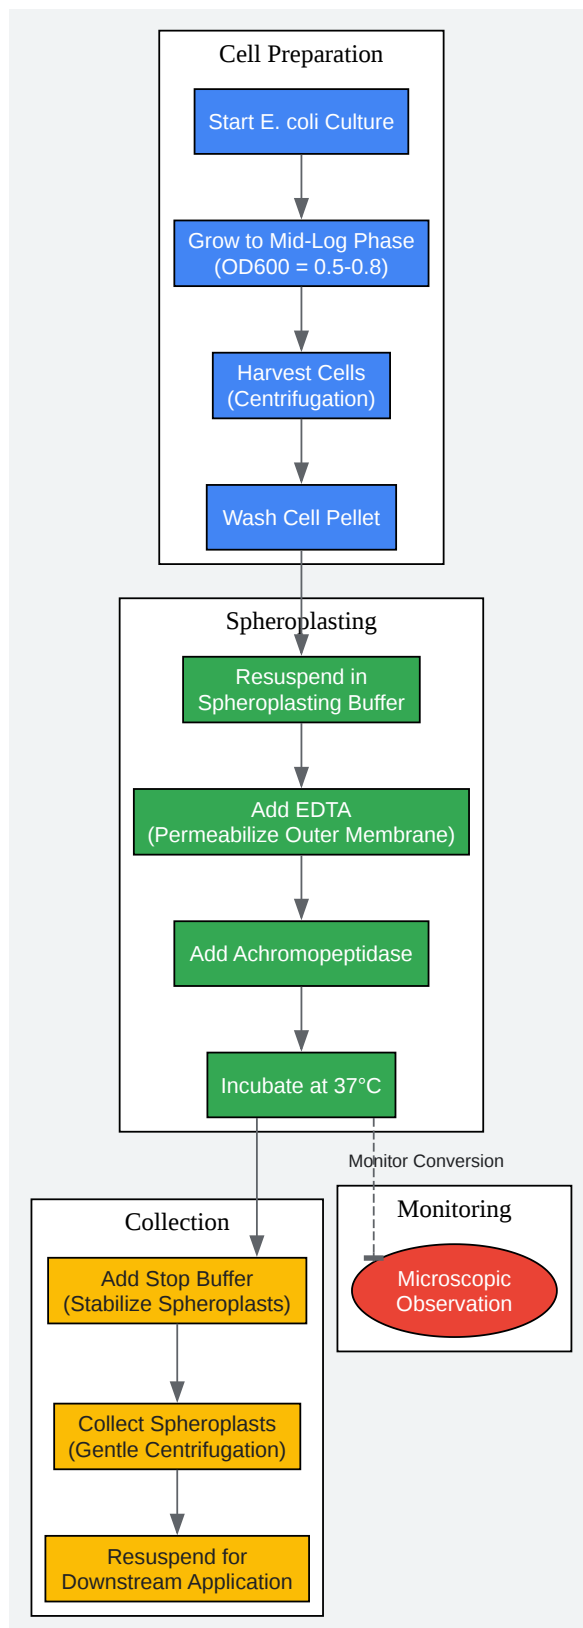 Cell Preparation
Start E. coli Culture
Grow to Mid-Log Phase
(OD600 = 0.5-0.8)
Harvest Cells
(Centrifugation)
Wash Cell Pellet
Spheroplasting
Resuspend in
Spheroplasting Buffer
Add EDTA
(Permeabilize Outer Membrane)
Add Achromopeptidase
Incubate at 37°C
Monitor Conversion
Collection
Add Stop Buffer
(Stabilize Spheroplasts)
Collect Spheroplasts
(Gentle Centrifugation)
Resuspend for
Downstream Application
Monitoring
Microscopic
Observation